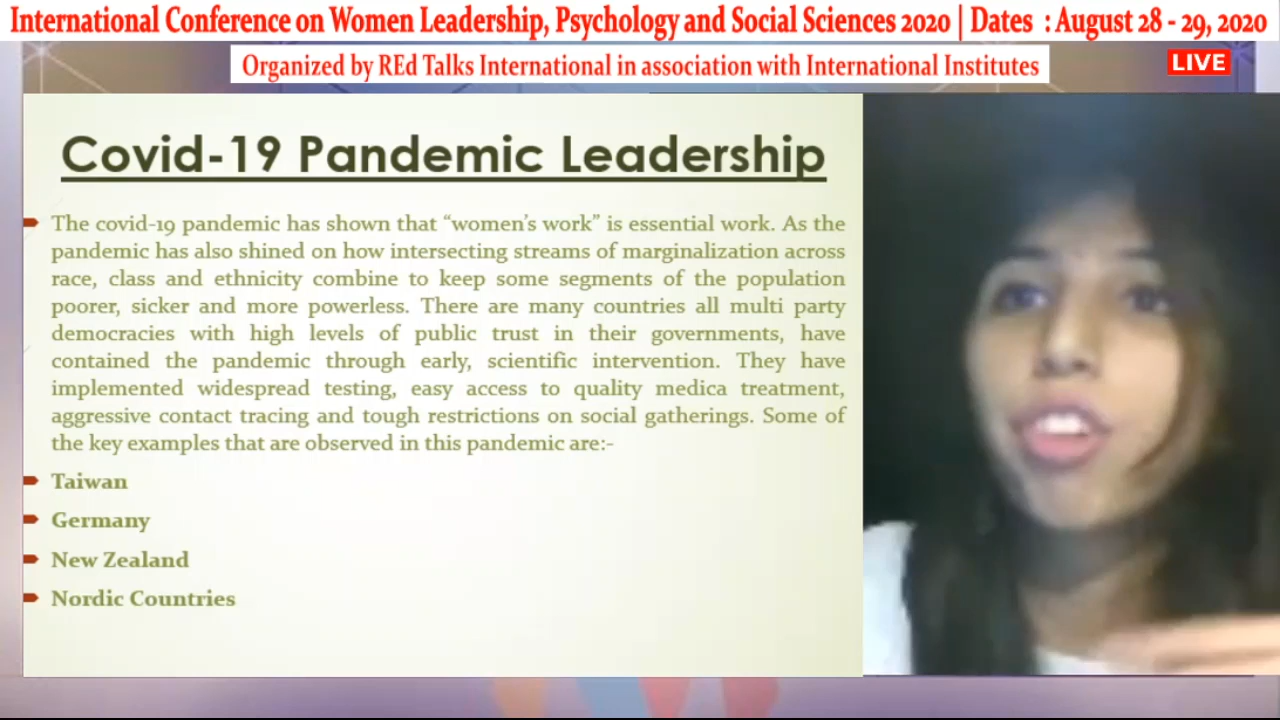 International Conference on Women Leadership, Psychology and Social Sciences 2020 | Dates : August 28 - 29, 2020
Organized by REd Talks International in association with International Institutes
LIVE
Covid-19 Pandemic Leadership
The covid-19 pandemic has shown that “women’s work” is essential work. As the
pandemic has also shined on how intersecting streams of marginalization across
race, class and ethnicity combine to keep some segments of the population
poorer, sicker and more powerless. There are many countries all multi party
democracies with high levels of public trust in their governments, have
contained the pandemic through early, scientific intervention. They have
implemented widespread testing, easy access to quality medica treatment,
aggressive contact tracing and tough restrictions on social gatherings. Some of
the key examples that are observed in this pandemic are:-
Taiwan
Germany
New Zealand
Nordic Countries